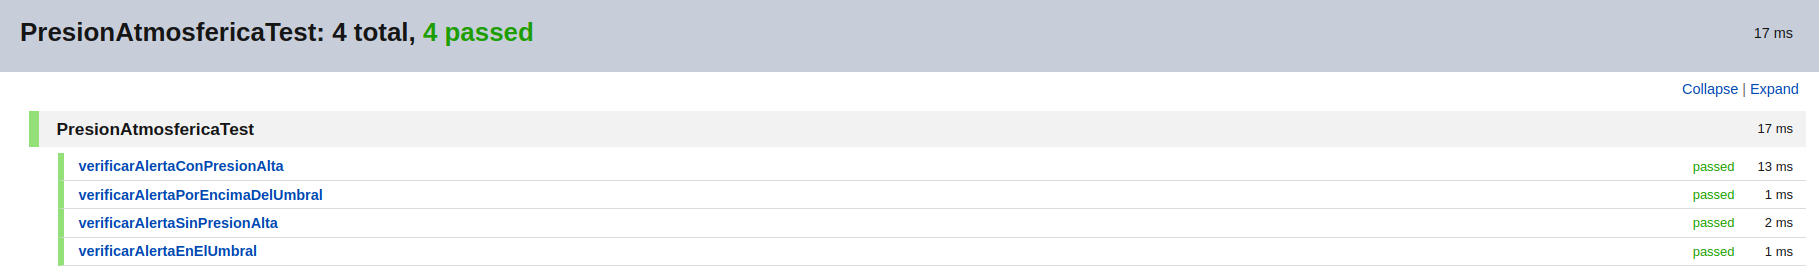 PresionAtmosfericaTest: 4 total, 4 passed 17 ms
Collapse | Expand
PresionAtmosfericaTest 17 ms
verificarAlertaConPresionAlta passed 13 ms
verificarAlertaPorEncimaDelUmbral passed 1 ms
verificarAlertaSinPresionAlta passed 2 ms
verificarAlertaEnElUmbral passed 1 ms